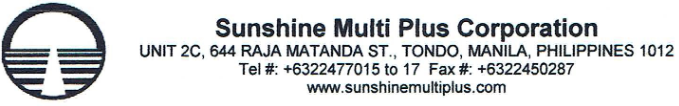 Sunshine Multi Plus Corporation
UNIT 2C, 644 RAJA MATANDA ST., TONDO, MANILA, PHILIPPINES 1012
Tel #: +6322477015 to 17 Fax #: +6322450287
www.sunshinemultiplus.com